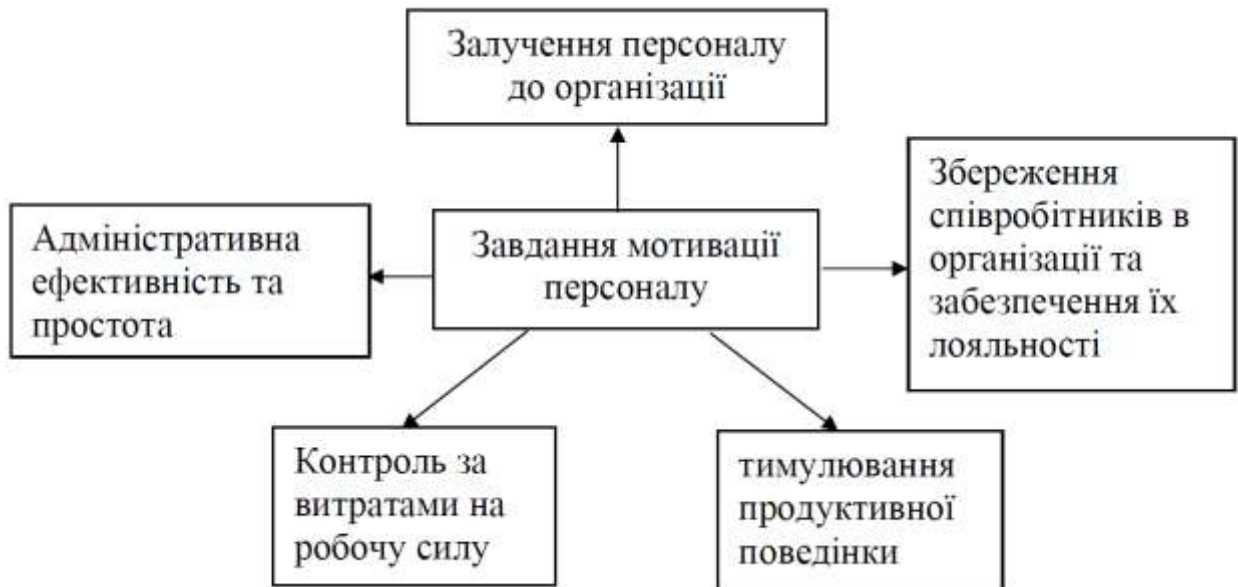 Залучення персоналу
до організації
Збереження
співробітників в
організації та
забезпечення їх
лояльності
Адміністративна
ефективність та
простота
Завдання мотивації
персоналу
Контроль за
витратами на
робочу силу
тимулювання
продуктивної
поведінки